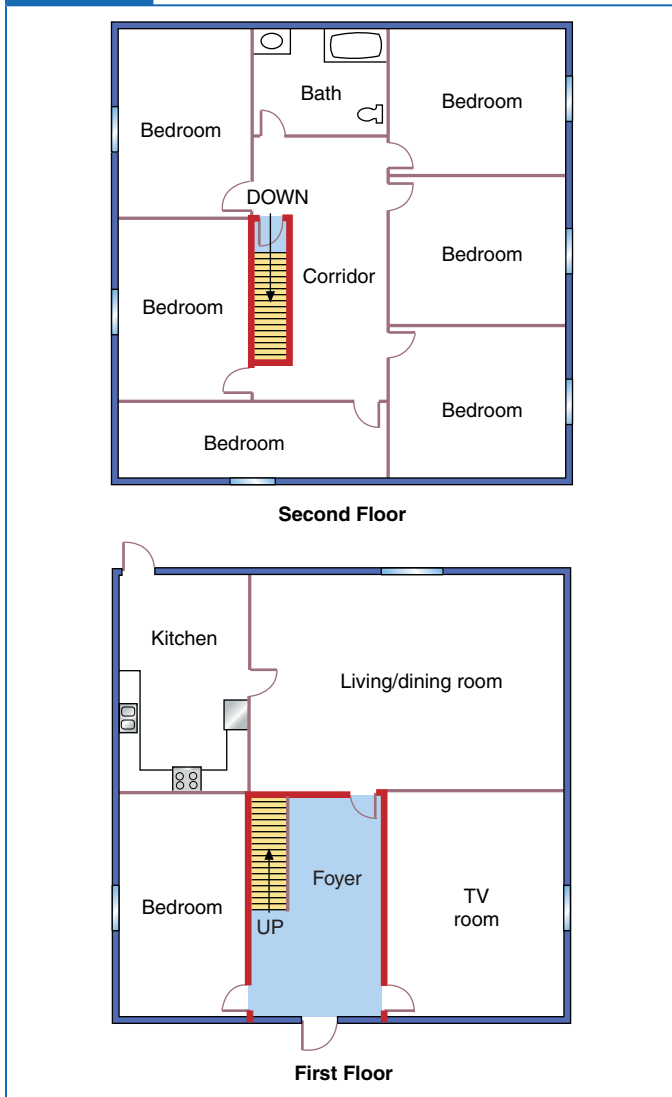 Bath
Bedroom
Bedroom
DOWN
Bedroom
Corridor
Bedroom
Bedroom
Bedroom
Second Floor
Kitchen
Living/dining room
Foyer
Bedroom
TV
room
UP
First Floor